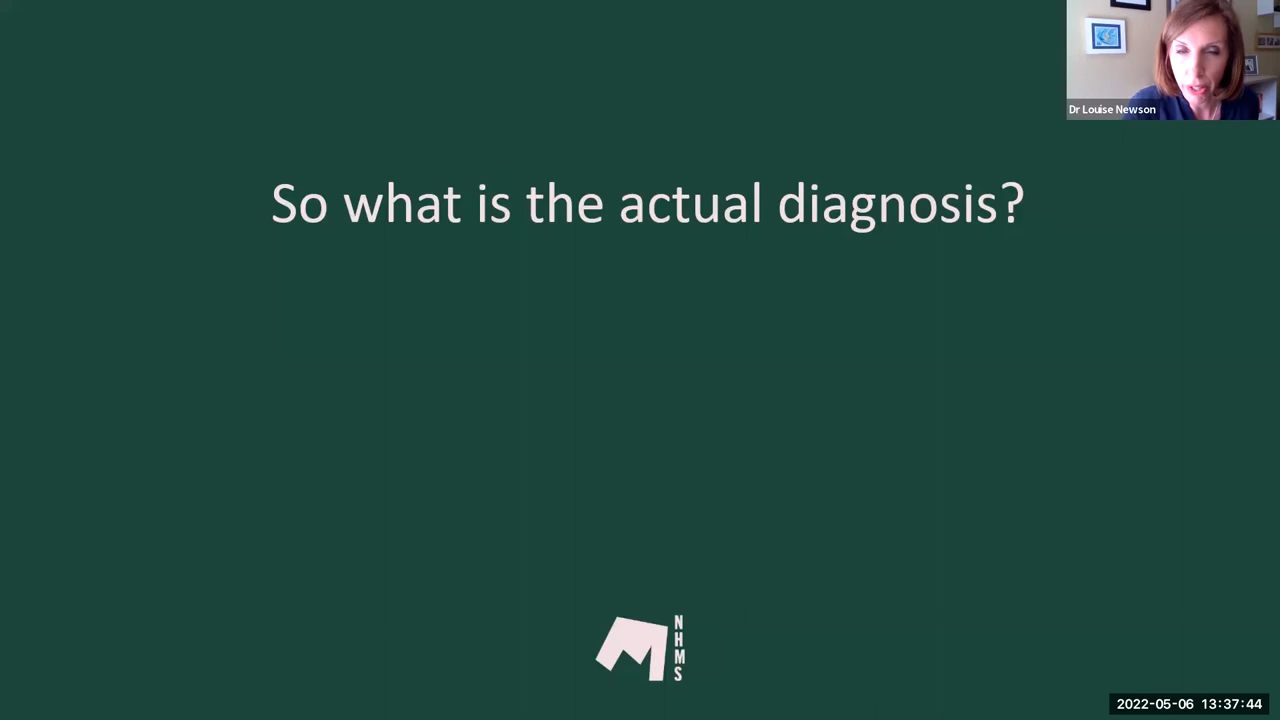 Dr Louise Newson
So what is the actual diagnosis?
NHMS
2022-05-06 13:37:44